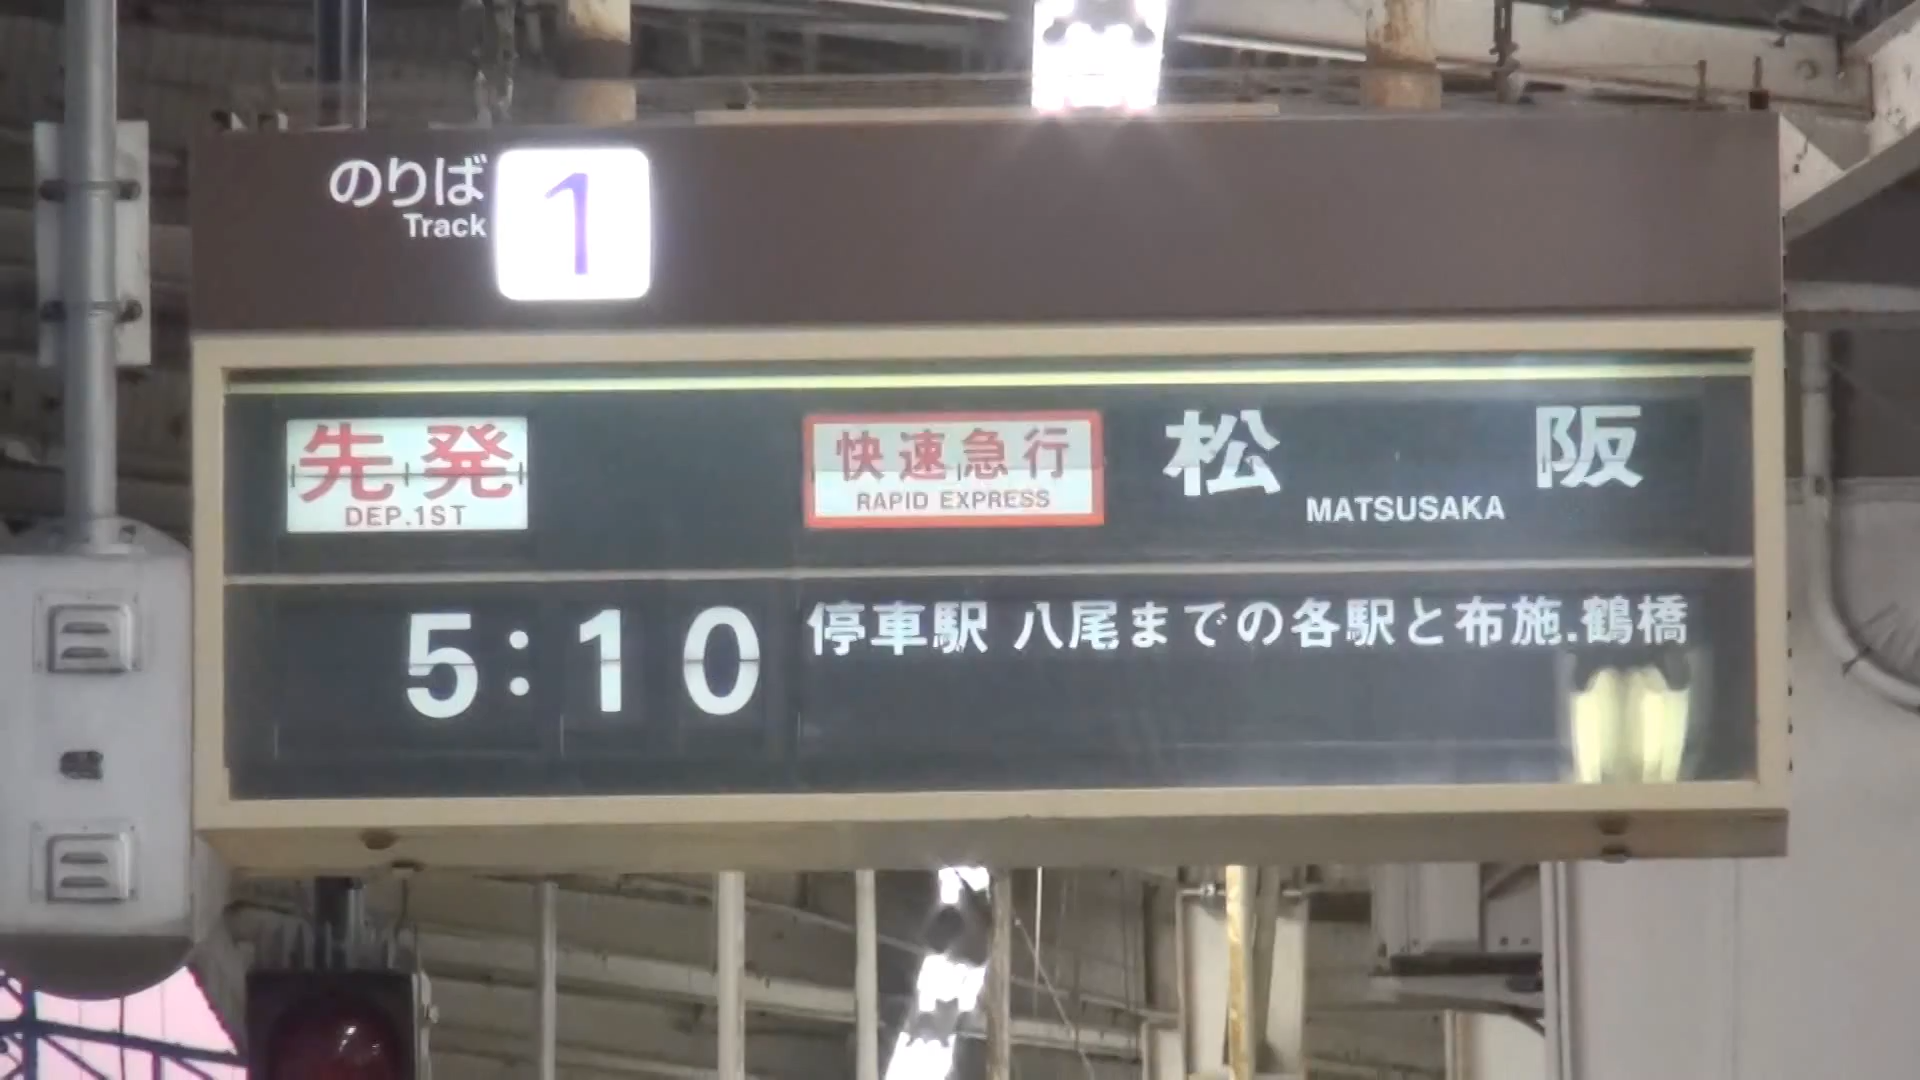 のりば 1
Track
先発 快速急行 松阪
DEP.1ST RAPID EXPRESS MATSUSAKA
5:10 停車駅 八尾までの各駅と布施.鶴橋